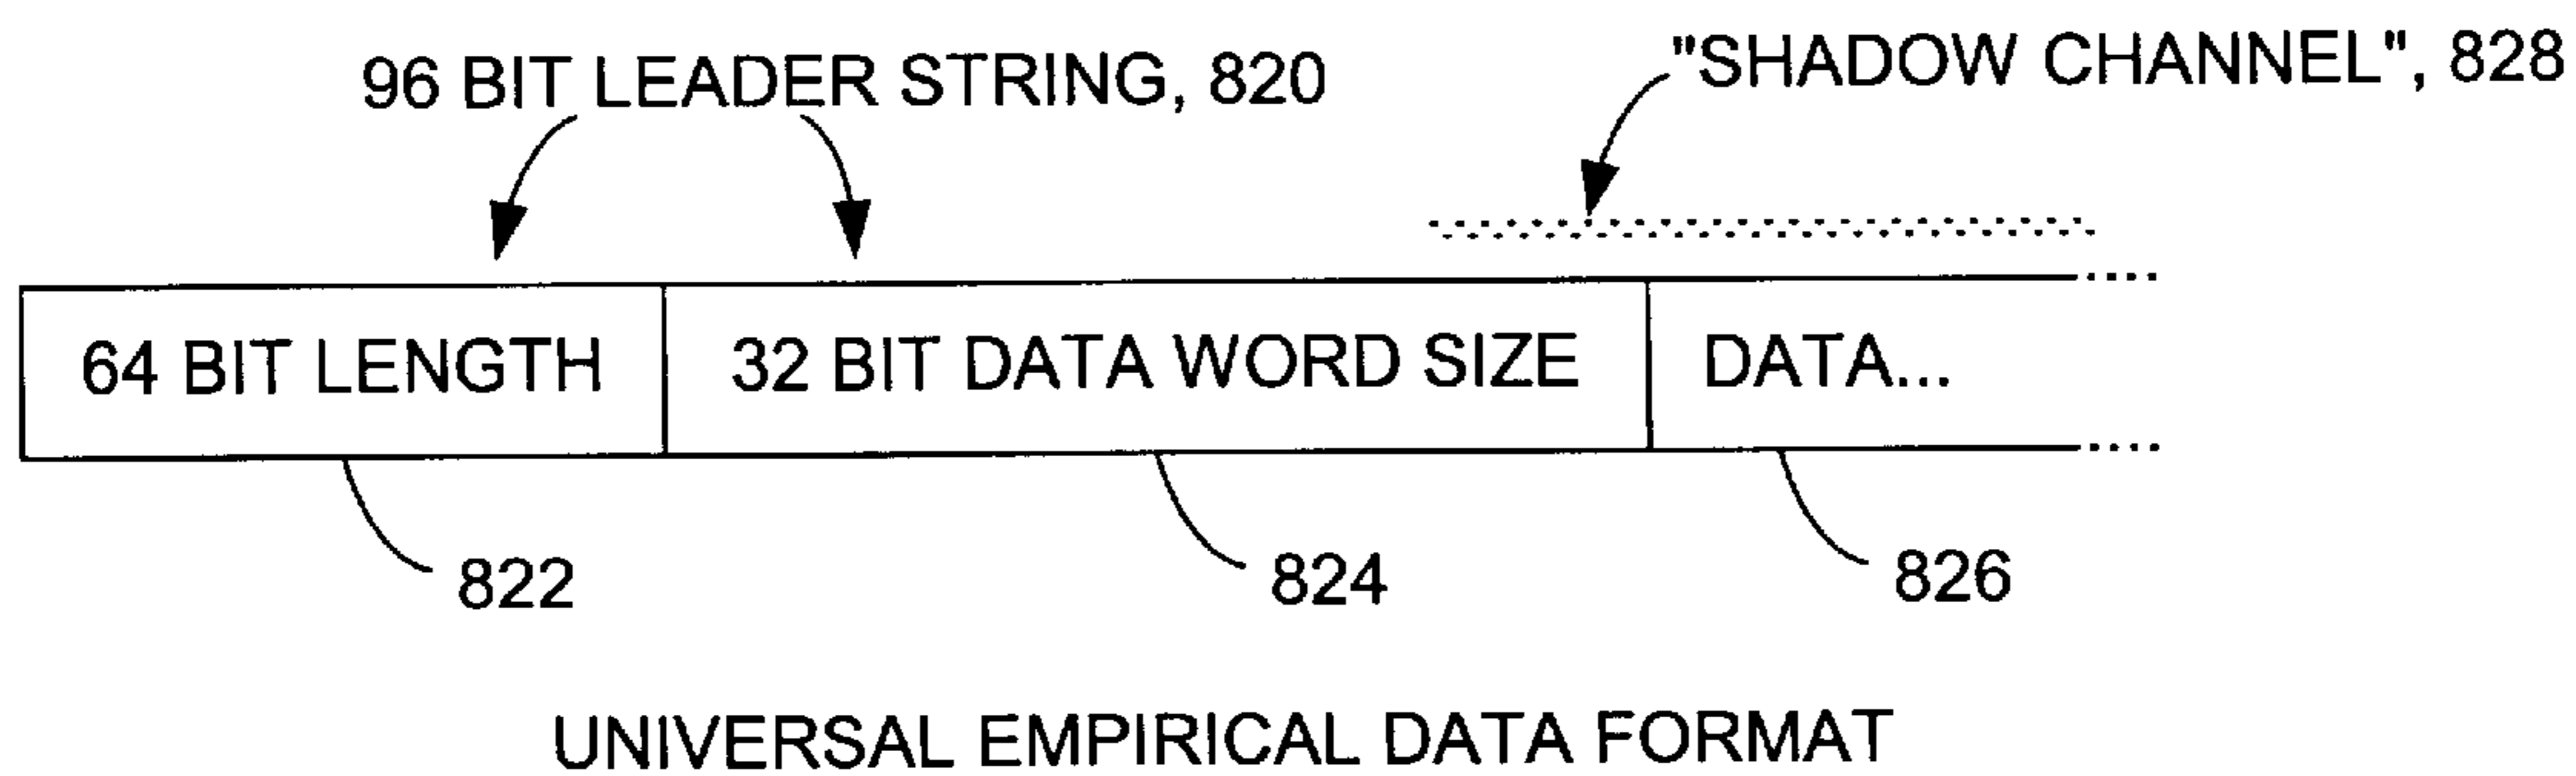 96 BIT LEADER STRING, 820
"SHADOW CHANNEL", 828
64 BIT LENGTH
32 BIT DATA WORD SIZE
DATA...
822
824
826
UNIVERSAL EMPIRICAL DATA FORMAT